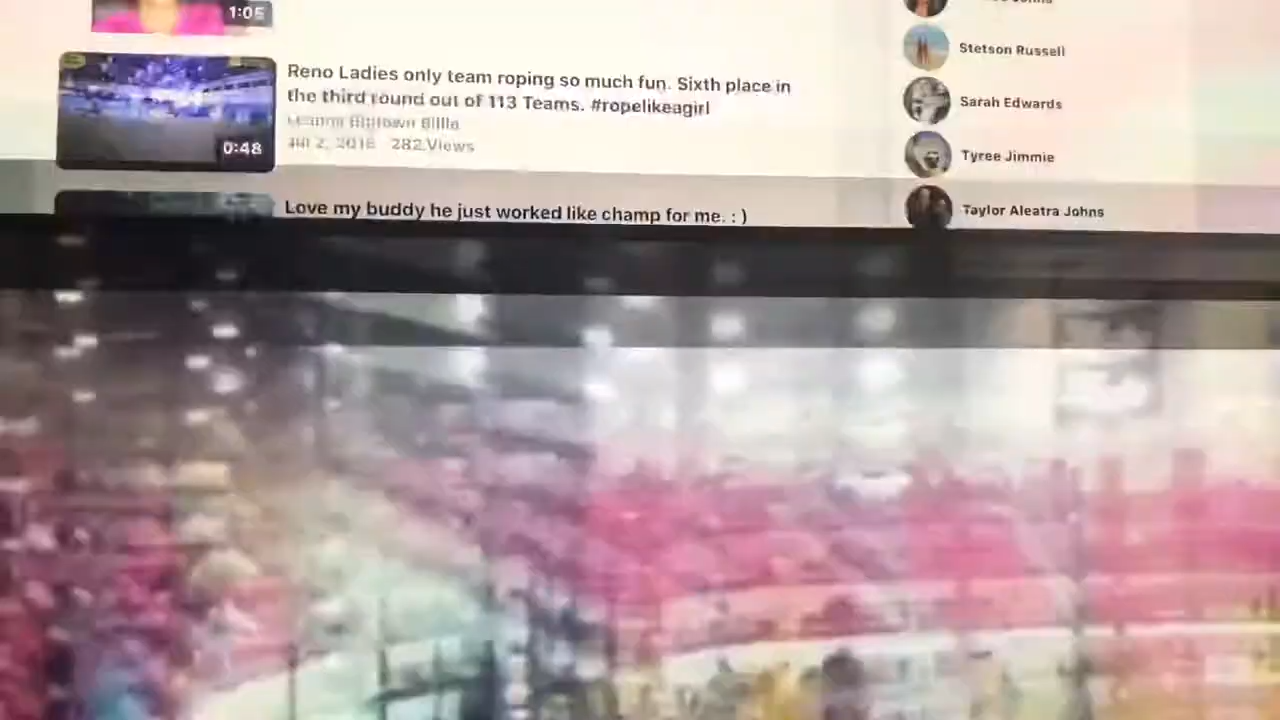 1:05
Reno Ladies only team roping so much fun. Sixth place in
the third round out of 113 Teams. #ropelikeagirl
282 Views
0:48
Love my buddy he just worked like champ for me. : )
Stetson Russell
Sarah Edwards
Tyree Jimmie
Taylor Aleatra Johns